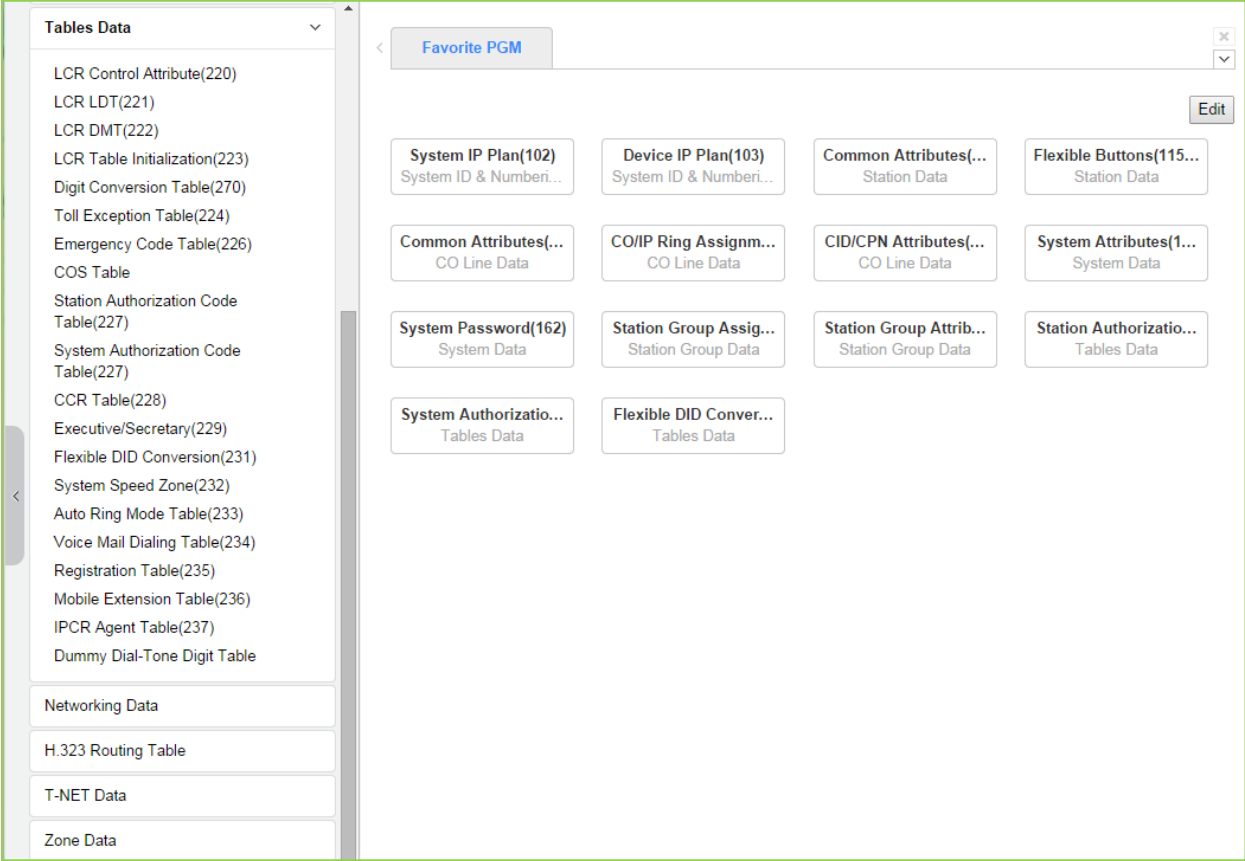 Tables Data
LCR Control Attribute(220)
LCR LDT(221)
LCR DMT(222)
LCR Table Initialization(223)
Digit Conversion Table(270)
Toll Exception Table(224)
Emergency Code Table(226)
COS Table
Station Authorization Code
Table(227)
System Authorization Code
Table(227)
CCR Table(228)
Executive/Secretary(229)
Flexible DID Conversion(231)
System Speed Zone(232)
Auto Ring Mode Table(233)
Voice Mail Dialing Table(234)
Registration Table(235)
Mobile Extension Table(236)
IPCR Agent Table(237)
Dummy Dial-Tone Digit Table
Networking Data
H.323 Routing Table
T-NET Data
Zone Data
Favorite PGM
Edit
System IP Plan(102)
System ID & Numberi...
Device IP Plan(103)
System ID & Numberi...
Common Attributes(...
Station Data
Flexible Buttons(115...
Station Data
Common Attributes(...
CO Line Data
CO/IP Ring Assignm...
CO Line Data
CID/CPN Attributes(...
CO Line Data
System Attributes(1...
System Data
System Password(162)
System Data
Station Group Assig...
Station Group Data
Station Group Attrib...
Station Group Data
Station Authorizatio...
Tables Data
System Authorizatio...
Tables Data
Flexible DID Conver...
Tables Data